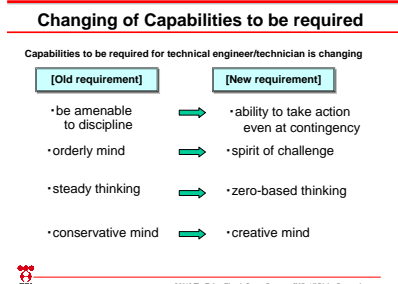 Changing of Capabilities to be required
Capabilities to be required for technical engineer/technician is changing
[Old requirement] [New requirement]
・be amenable
to discipline
・ability to take action
even at contingency
・orderly mind ・spirit of challenge
・steady thinking ・zero-based thinking
・conservative mind ・creative mind